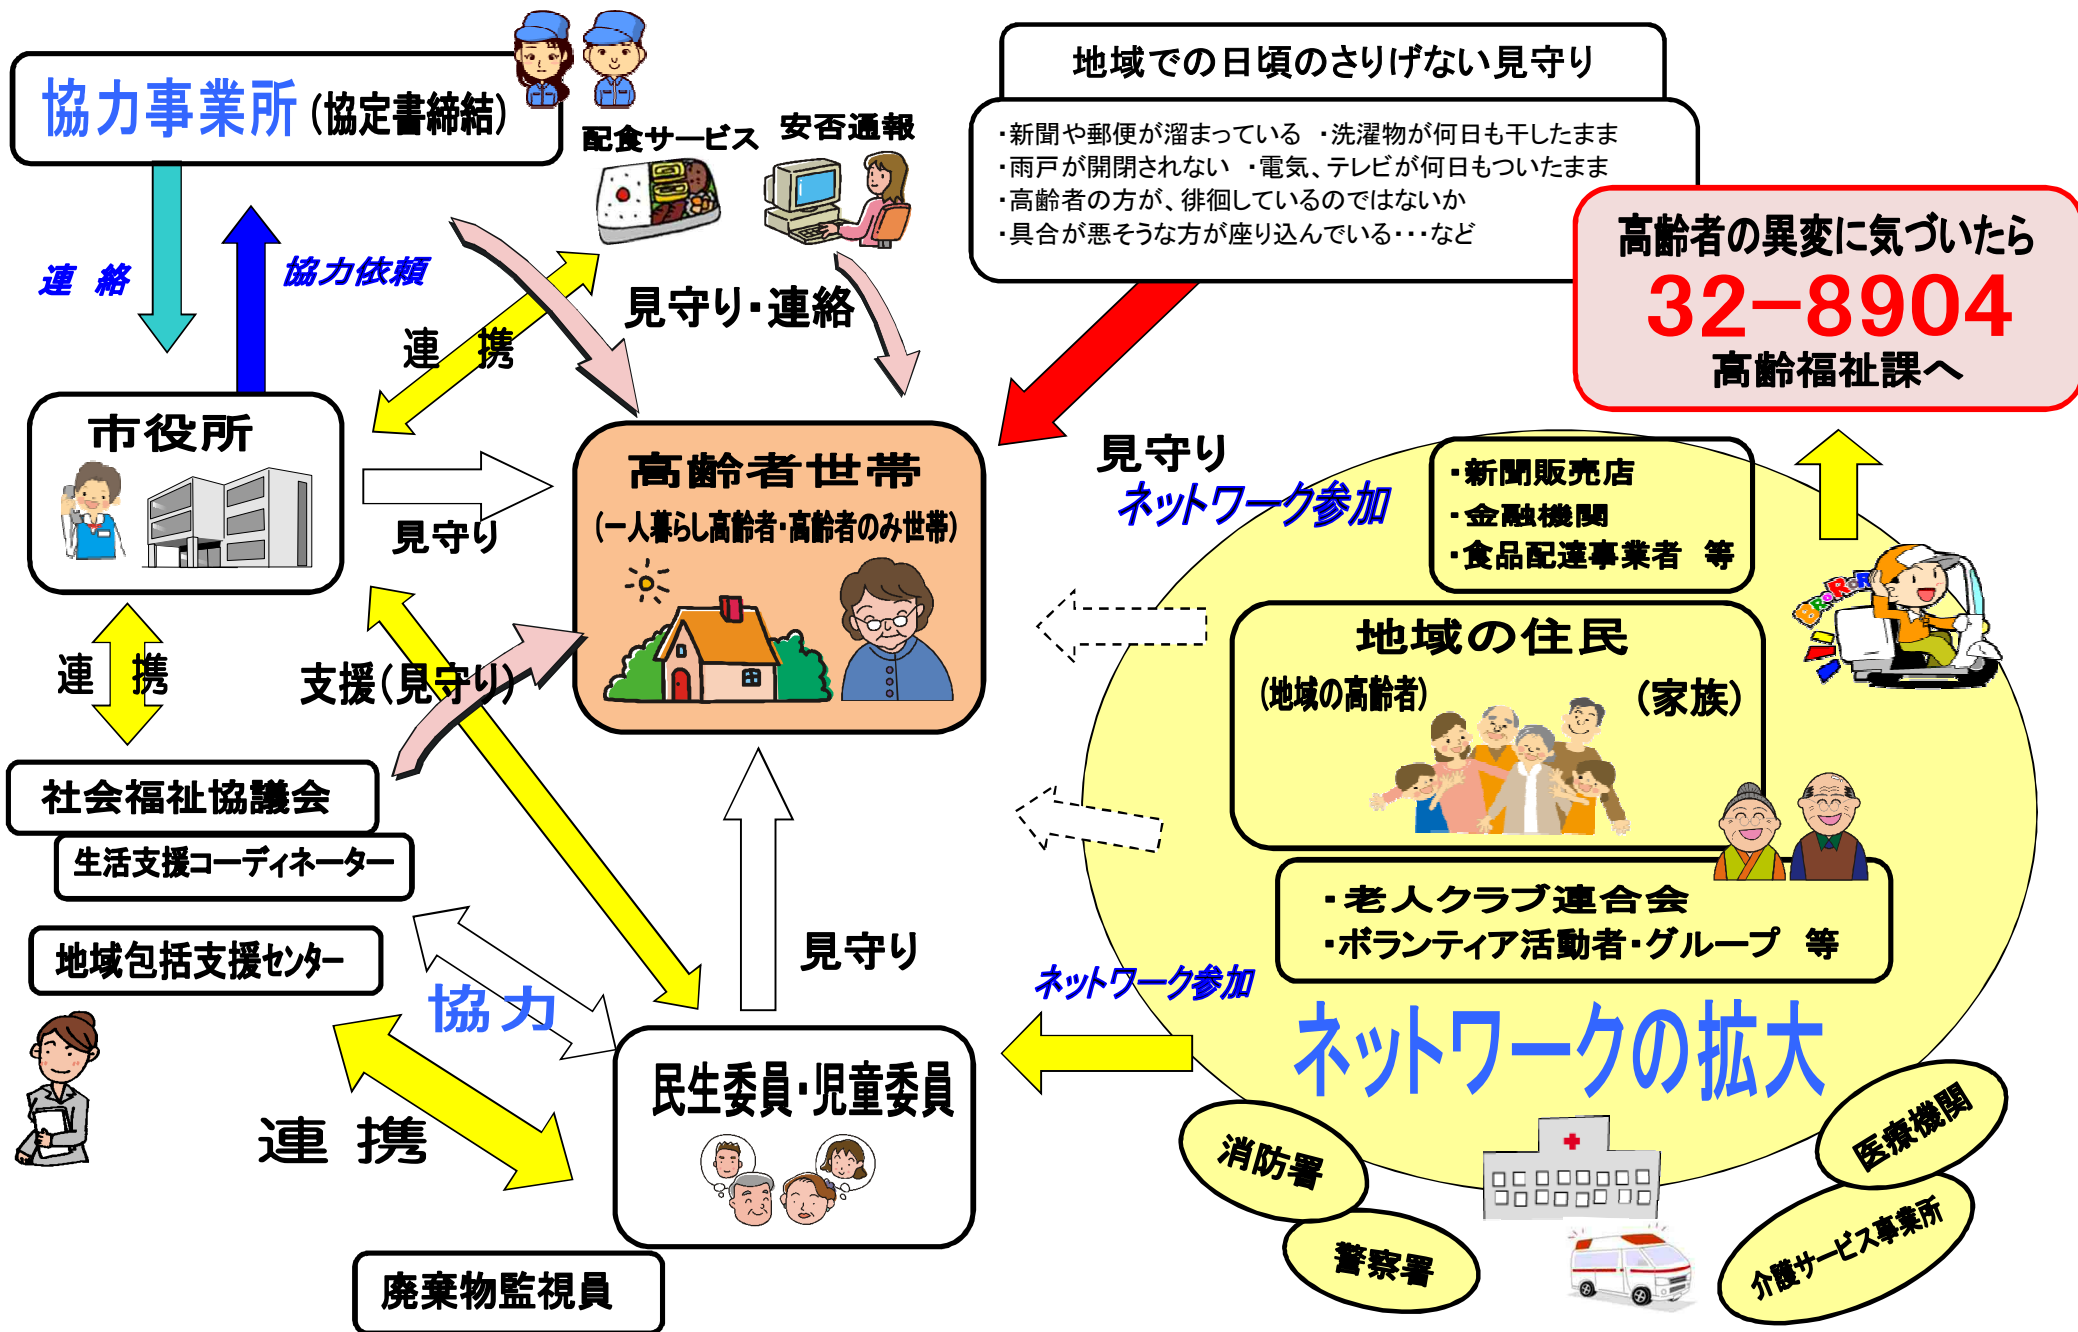 協力事業所(協定書締結)
連 絡
協力依頼
配食サービス
安否通報
見守り・連絡
連 携
地域での日頃のさりげない見守り
・新聞や郵便が溜まっている ・洗濯物が何日も干したまま
・雨戸が開閉されない ・電気、テレビが何日もついたまま
・高齢者の方が、徘徊しているのではないか
・具合が悪そうな方が座り込んでいる・・・など
高齢者の異変に気づいたら
32−8904
高齢福祉課へ
市役所
見守り
高齢者世帯
(一人暮らし高齢者・高齢者のみ世帯)
見守り
ネットワーク参加
・新聞販売店
・金融機関
・食品配達事業者 等
BRORORO
地域の住民
(地域の高齢者)
(家族)
連 携
支援(見守り)
社会福祉協議会
生活支援コーディネーター
地域包括支援センター
協力
連 携
見守り
・老人クラブ連合会
・ボランティア活動者・グループ 等
ネットワーク参加
ネットワークの拡大
民生委員・児童委員
廃棄物監視員
消防署
警察署
医療機関
介護サービス事業所